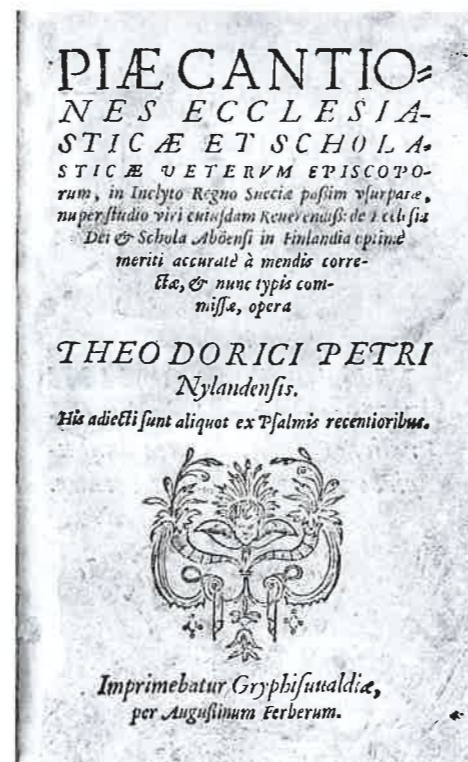 PIÆ CANTIO=
NES ECCLESIA-
STICÆ ET SCHOLA-
STICÆ VETERVM EPISCOPO-
rum, in Inclyto Regno Sueciæ paſſim vſurpatæ,
nuper ſtudio viri cuiuſdam Reuerendiſſ: de Eccleſia
Dei & Schola Aboënſi in Finlandia optimè
meriti accuratè à mendis corre-
ctæ, & nunc typis com-
miſſæ, opera
THEODORICI PETRI
Nylandenſis.
His adiecti ſunt aliquot ex Pſalmis recentioribus.
Imprimebatur Gryphiſuualdiæ,
per Auguſtinum Ferberum.